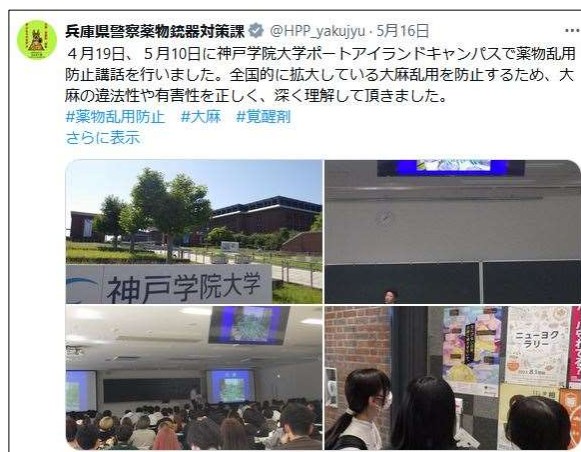 兵庫県警察薬物銃器対策課 @HPP_yakujyu・5月16日
４月19日、５月10日に神戸学院大学ポートアイランドキャンパスで薬物乱用
防止講話を行いました。全国的に拡大している大麻乱用を防止するため、大
麻の違法性や有害性を正しく、深く理解して頂きました。
#薬物乱用防止　#大麻　#覚醒剤
さらに表示
神戸学院大学
ニューヨク
ラリー